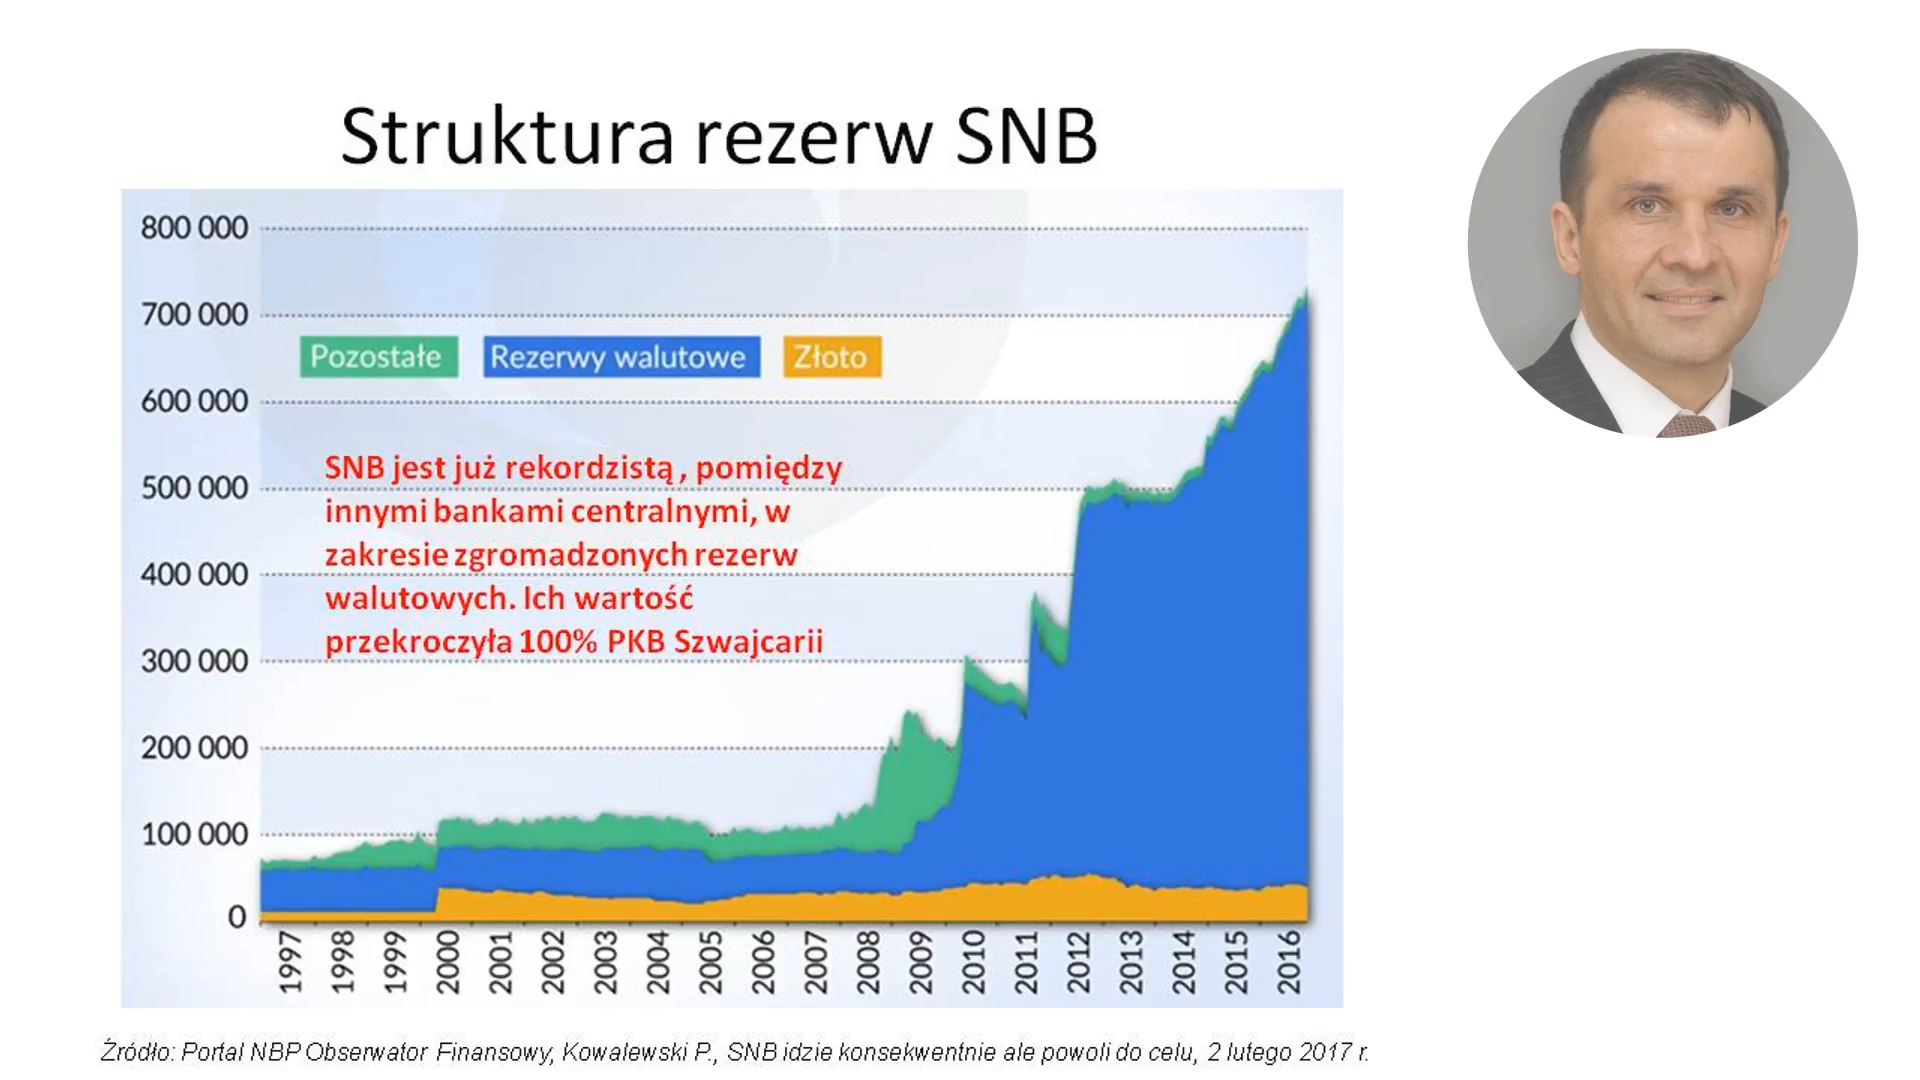 Struktura rezerw SNB
800 000
700 000
Pozostałe Rezerwy walutowe Złoto
600 000
SNB jest już rekordzistą , pomiędzy
500 000
innymi bankami centralnymi, w
zakresie zgromadzonych rezerw
400 000
walutowych. Ich wartość
przekroczyła 100% PKB Szwajcarii
300 000
200 000
100 000
0
1997 1998 1999 2000 2001 2002 2003 2004 2005 2006 2007 2008 2009 2010 2011 2012 2013 2014 2015 2016
Źródło: Portal NBP Obserwator Finansowy, Kowalewski P., SNB idzie konsekwentnie ale powoli do celu, 2 lutego 2017 r.